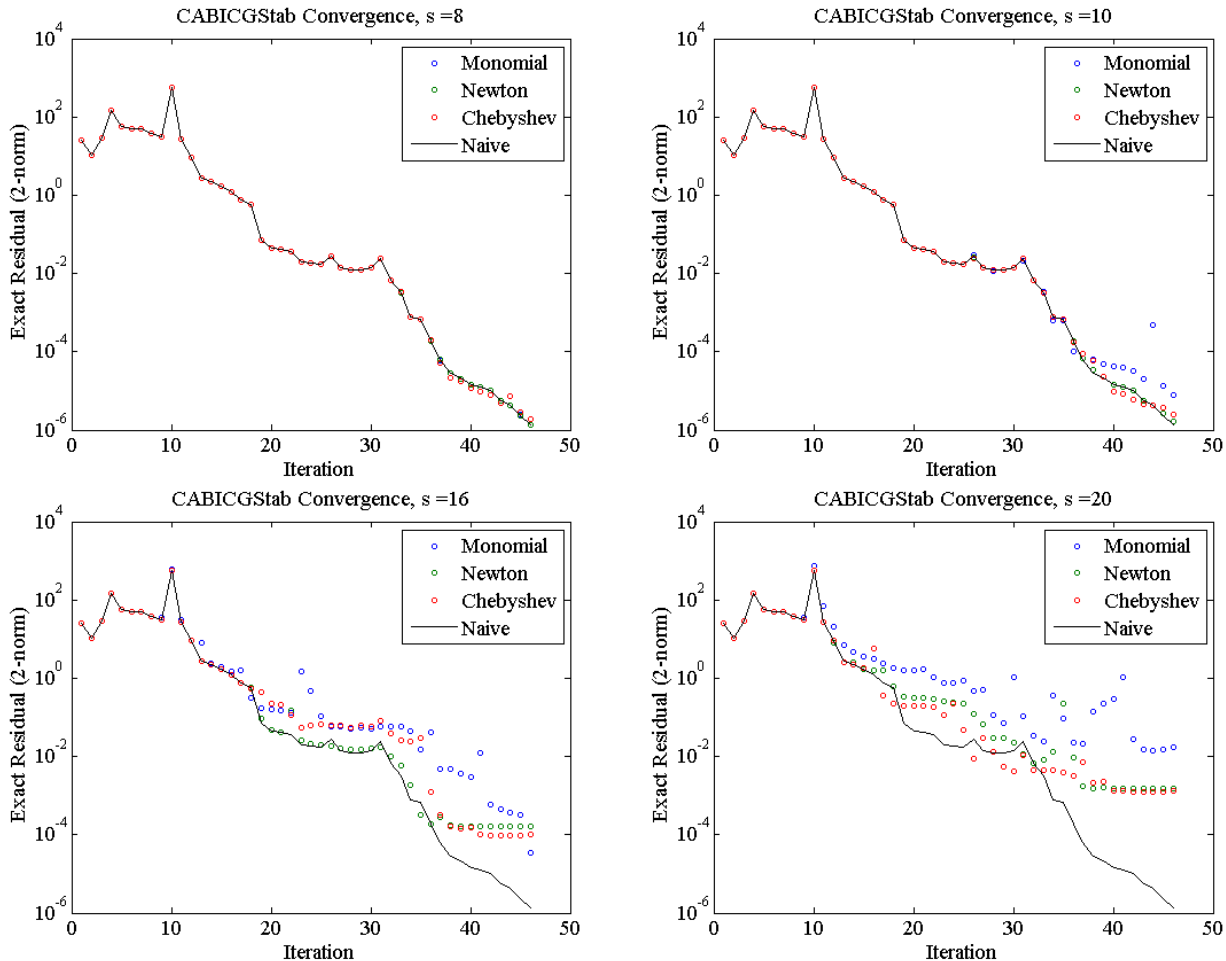 CABICGStab Convergence, s =8
Exact Residual (2-norm)
10^4
10^2
10^0
10^-2
10^-4
10^-6
Monomial
Newton
Chebyshev
Naive
0 10 20 30 40 50
Iteration
CABICGStab Convergence, s =10
Exact Residual (2-norm)
10^4
10^2
10^0
10^-2
10^-4
10^-6
Monomial
Newton
Chebyshev
Naive
0 10 20 30 40 50
Iteration
CABICGStab Convergence, s =16
Exact Residual (2-norm)
10^4
10^2
10^0
10^-2
10^-4
10^-6
Monomial
Newton
Chebyshev
Naive
0 10 20 30 40 50
Iteration
CABICGStab Convergence, s =20
Exact Residual (2-norm)
10^4
10^2
10^0
10^-2
10^-4
10^-6
Monomial
Newton
Chebyshev
Naive
0 10 20 30 40 50
Iteration